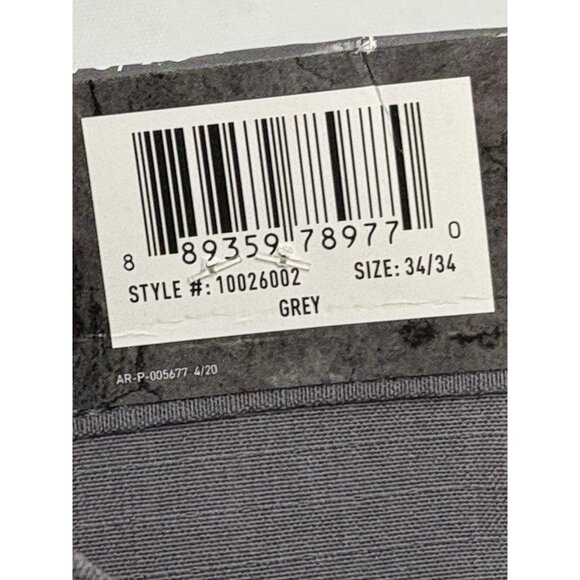 8 89359 78977 0
STYLE #: 10026002 SIZE: 34/34
GREY
AR-P-005677 4/20